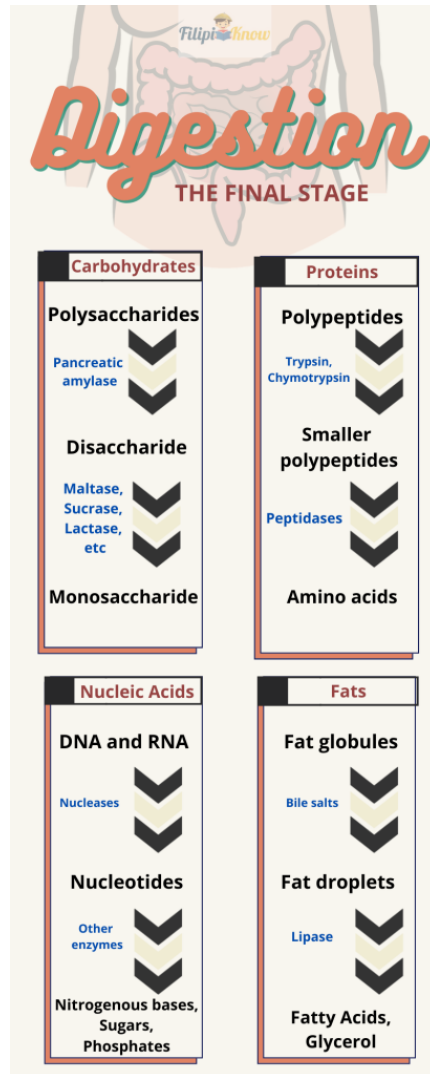 Filipi Know
Digestion
THE FINAL STAGE
Carbohydrates
Polysaccharides
Pancreatic
amylase
Disaccharide
Maltase,
Sucrase,
Lactase,
etc
Monosaccharide
Proteins
Polypeptides
Trypsin,
Chymotrypsin
Smaller
polypeptides
Peptidases
Amino acids
Nucleic Acids
DNA and RNA
Nucleases
Nucleotides
Other
enzymes
Nitrogenous bases,
Sugars,
Phosphates
Fats
Fat globules
Bile salts
Fat droplets
Lipase
Fatty Acids,
Glycerol